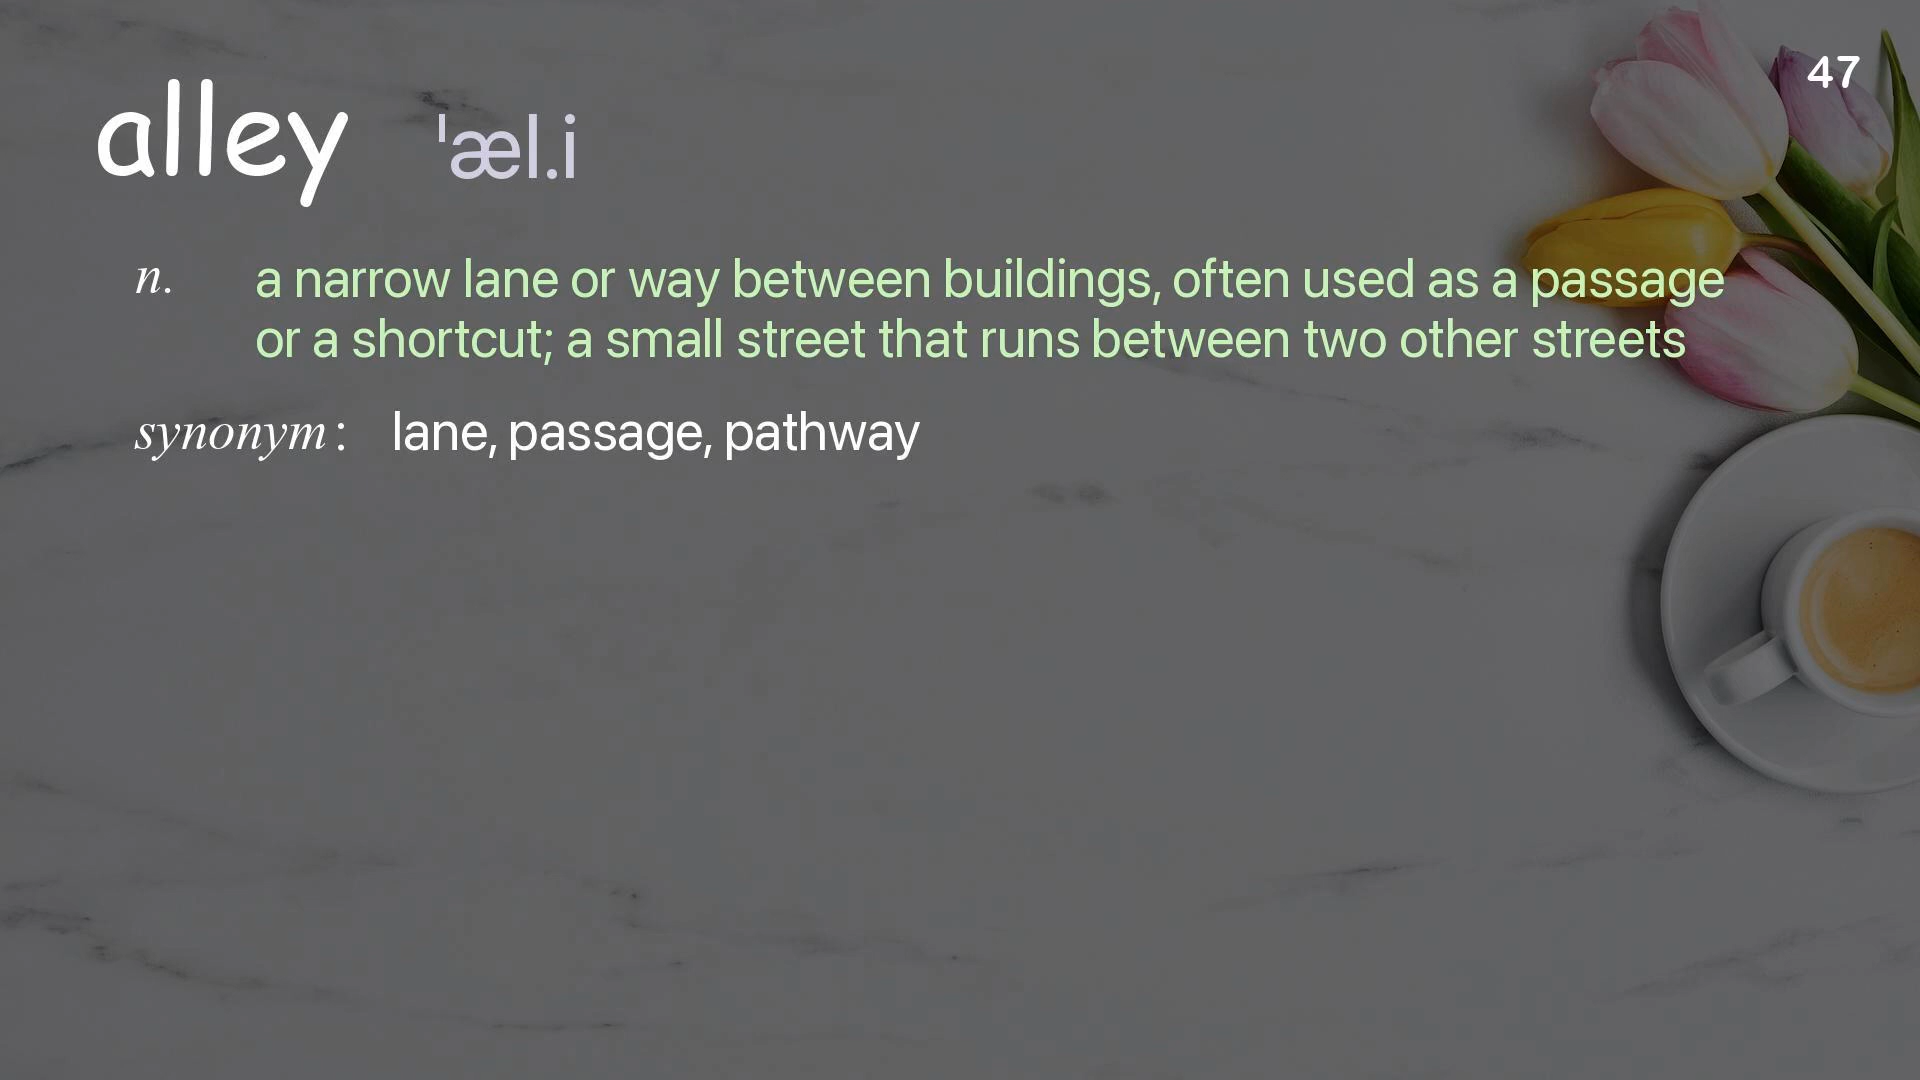 47
alley ˈæl.i
n. a narrow lane or way between buildings, often used as a passage
or a shortcut; a small street that runs between two other streets
synonym: lane, passage, pathway